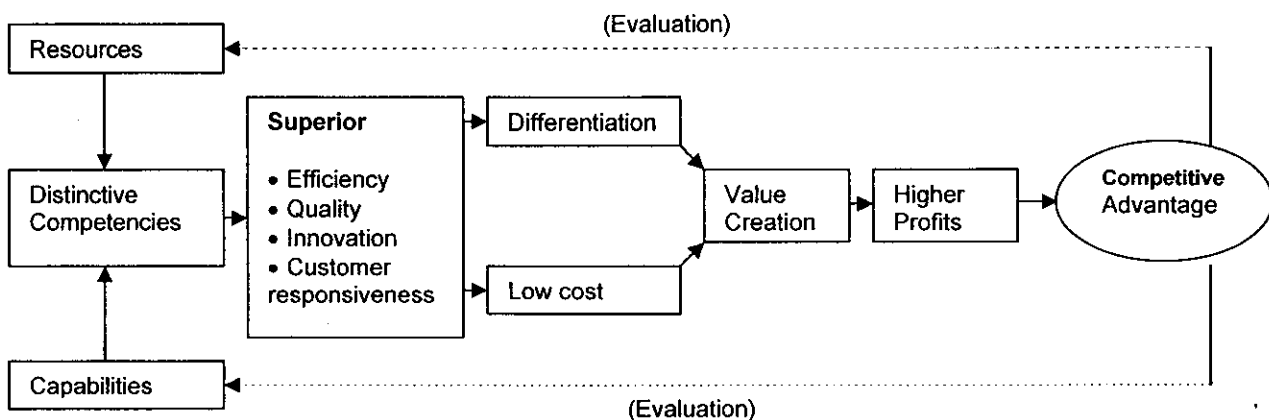 (Evaluation)
Resources
Superior
• Efficiency
• Quality
• Innovation
• Customer
responsiveness
Differentiation
Distinctive
Competencies
Value
Creation
Higher
Profits
Competitive
Advantage
Low cost
Capabilities
(Evaluation)